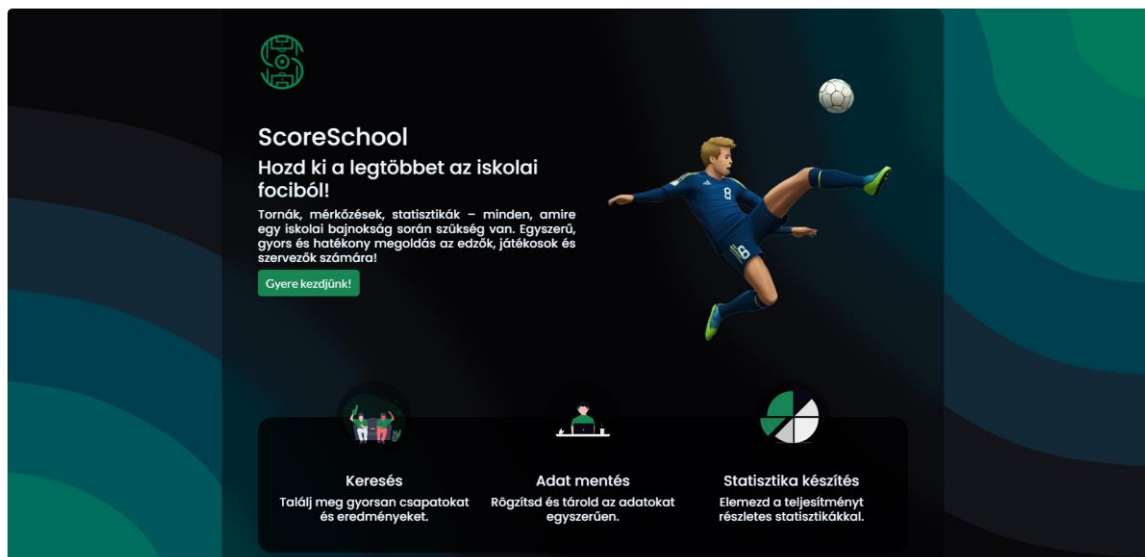 ScoreSchool
Hozd ki a legtöbbet az iskolai
fociból!
Tornák, mérkőzések, statisztikák – minden, amire
egy iskolai bajnokság során szükség van. Egyszerű,
gyors és hatékony megoldás az edzők, játékosok és
szervezők számára!
Gyere kezdjünk!
8
8
Keresés
Találj meg gyorsan csapatokat
és eredményeket.
Adat mentés
Rögzítsd és tárold az adatokat
egyszerűen.
Statisztika készítés
Elemezd a teljesítményt
részletes statisztikákkal.